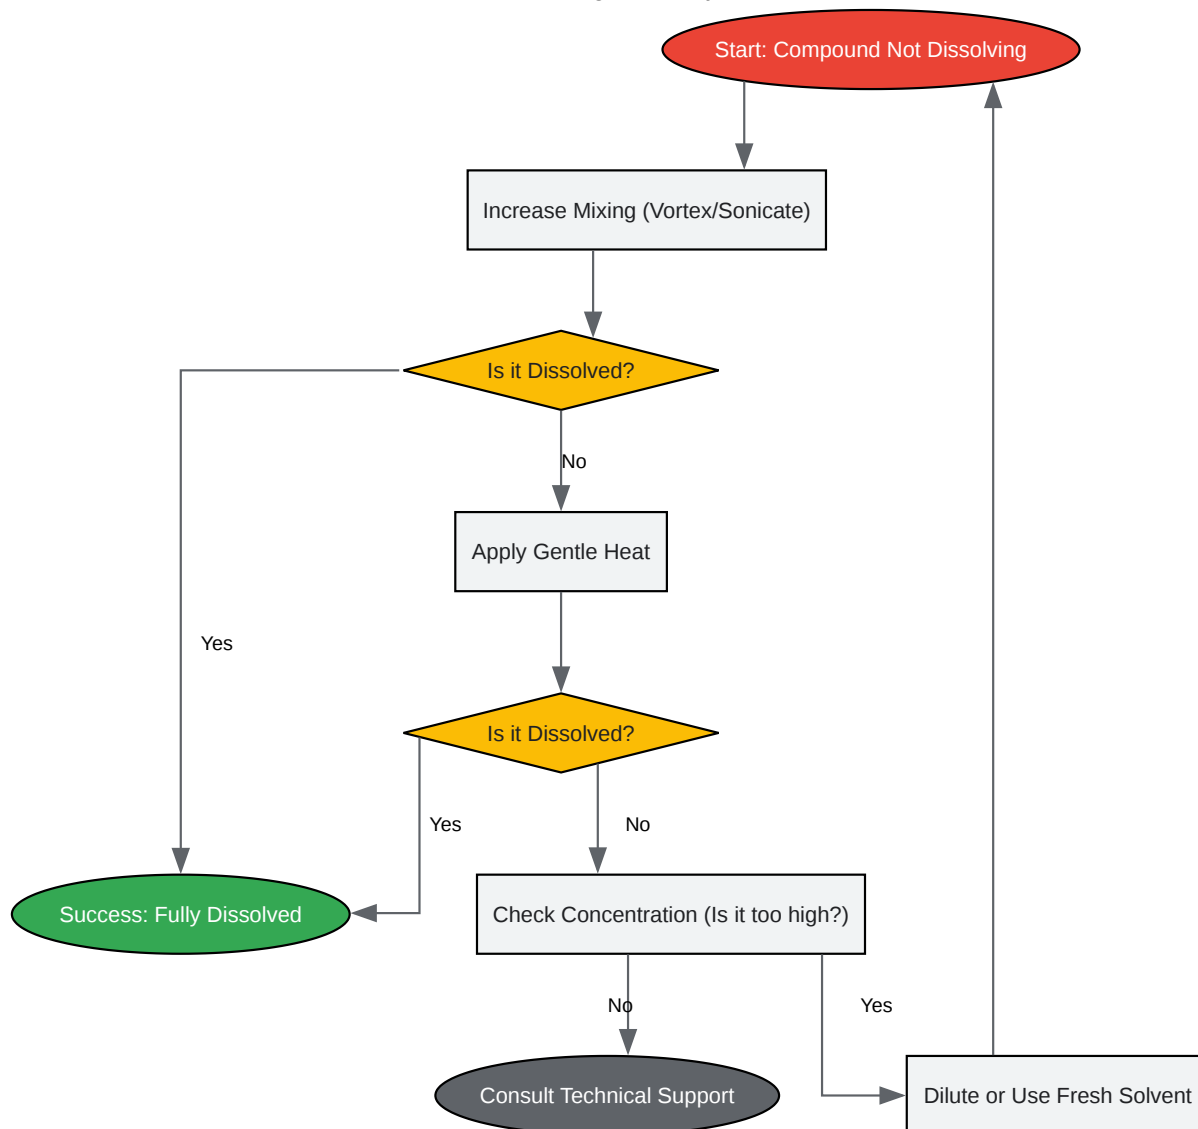 Start: Compound Not Dissolving
Increase Mixing (Vortex/Sonicate)
Is it Dissolved?
No
Apply Gentle Heat
Yes
Is it Dissolved?
Yes
No
Success: Fully Dissolved
Check Concentration (Is it too high?)
No
Yes
Consult Technical Support
Dilute or Use Fresh Solvent